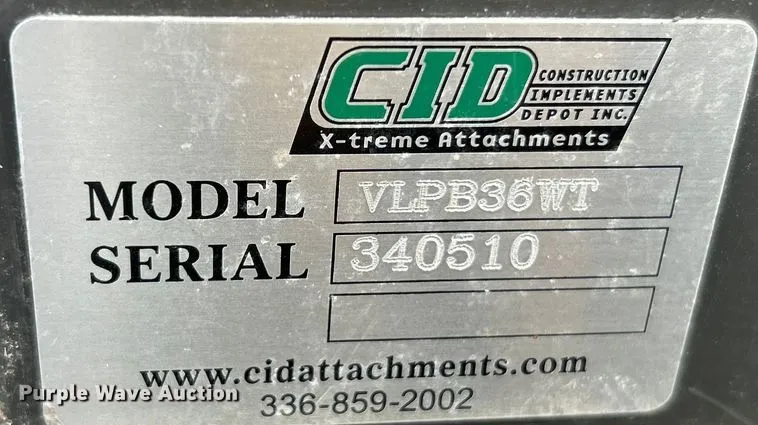 CID
CONSTRUCTION
IMPLEMENTS
DEPOT INC.
X-treme Attachments
MODEL VLPB36WT
SERIAL 340510
www.cidattachments.com
336-859-2002
Purple Wave Auction